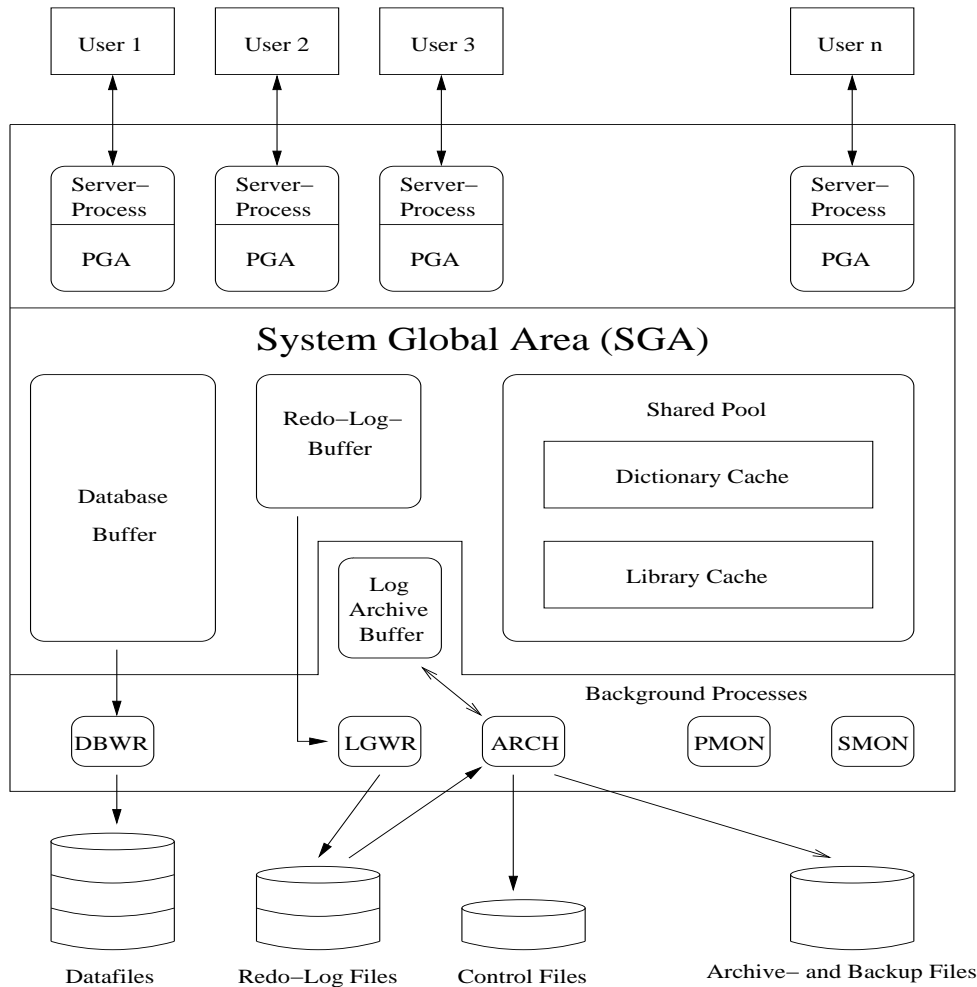 User 1
User 2
User 3
User n
Server–
Process
PGA
Server–
Process
PGA
Server–
Process
PGA
Server–
Process
PGA
System Global Area (SGA)
Database
Buffer
Redo–Log–
Buffer
Shared Pool
Dictionary Cache
Library Cache
Log
Archive
Buffer
Background Processes
DBWR
LGWR
ARCH
PMON
SMON
Datafiles
Redo–Log Files
Control Files
Archive– and Backup Files